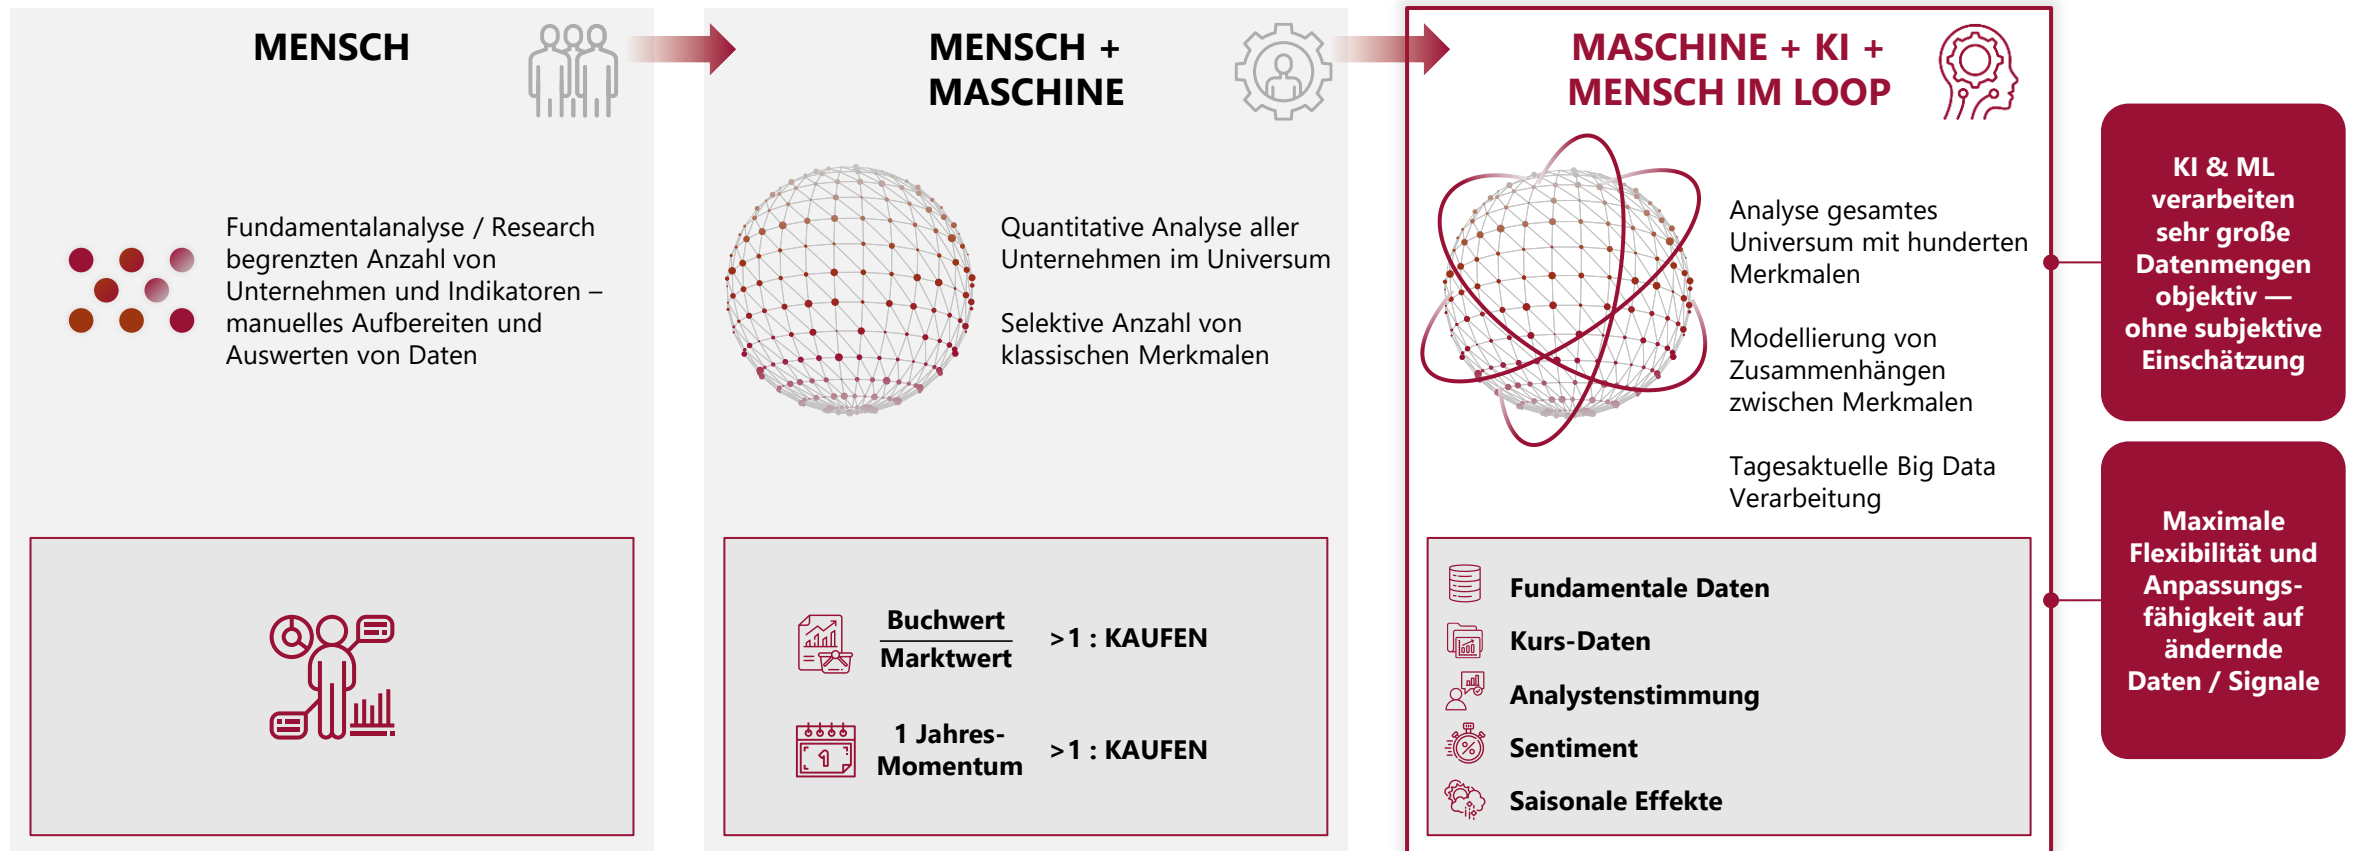 MENSCH
Fundamentalanalyse / Research
begrenzten Anzahl von
Unternehmen und Indikatoren –
manuelles Aufbereiten und
Auswerten von Daten
MENSCH +
MASCHINE
Quantitative Analyse aller
Unternehmen im Universum
Selektive Anzahl von
klassischen Merkmalen
Buchwert
Marktwert
>1 : KAUFEN
1
1 Jahres-
Momentum
>1 : KAUFEN
MASCHINE + KI +
MENSCH IM LOOP
Analyse gesamtes
Universum mit hunderten
Merkmalen
Modellierung von
Zusammenhängen
zwischen Merkmalen
Tagesaktuelle Big Data
Verarbeitung
Fundamentale Daten
Kurs-Daten
Analystenstimmung
%
Sentiment
Saisonale Effekte
KI & ML
verarbeiten
sehr große
Datenmengen
objektiv —
ohne subjektive
Einschätzung
Maximale
Flexibilität und
Anpassungs-
fähigkeit auf
ändernde
Daten / Signale